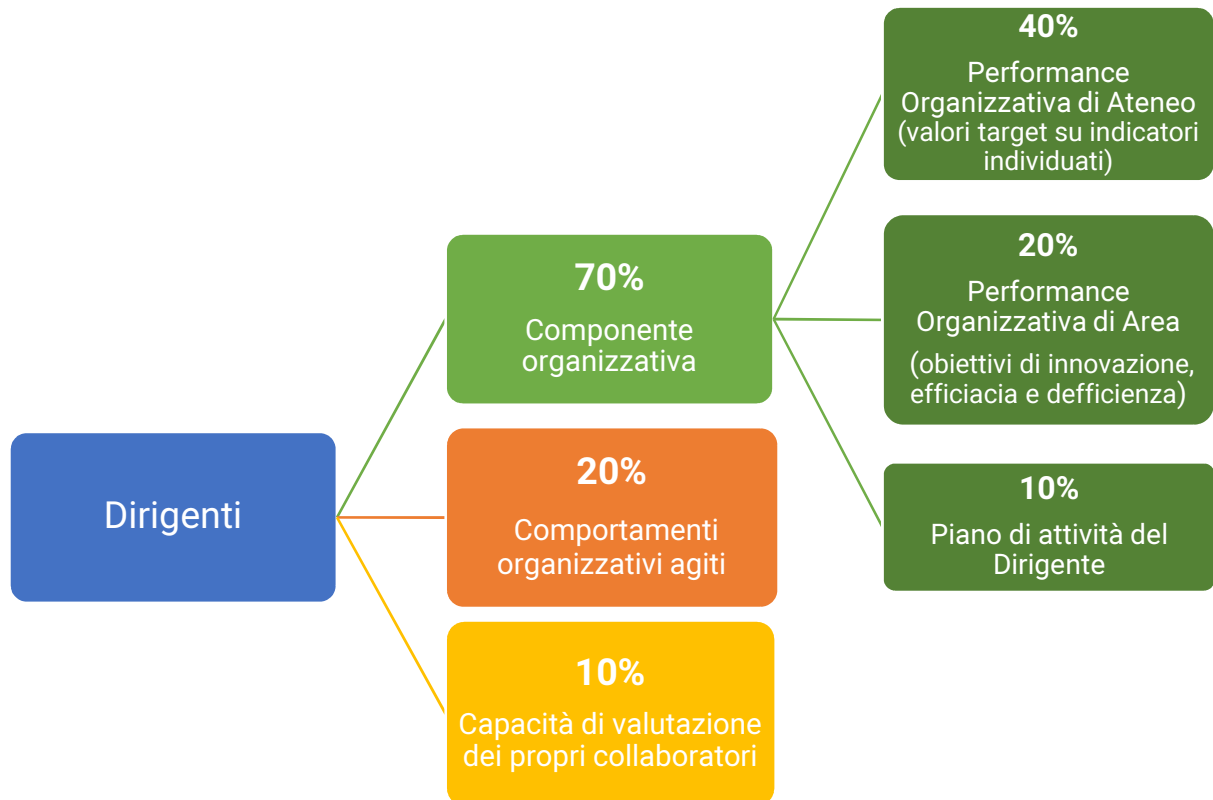 Dirigenti
70%
Componente
organizzativa
20%
Comportamenti
organizzativi agiti
10%
Capacità di valutazione
dei propri collaboratori
40%
Performance
Organizzativa di Ateneo
(valori target su indicatori
individuati)
20%
Performance
Organizzativa di Area
(obiettivi di innovazione,
efficiacia e defficienza)
10%
Piano di attività del
Dirigente